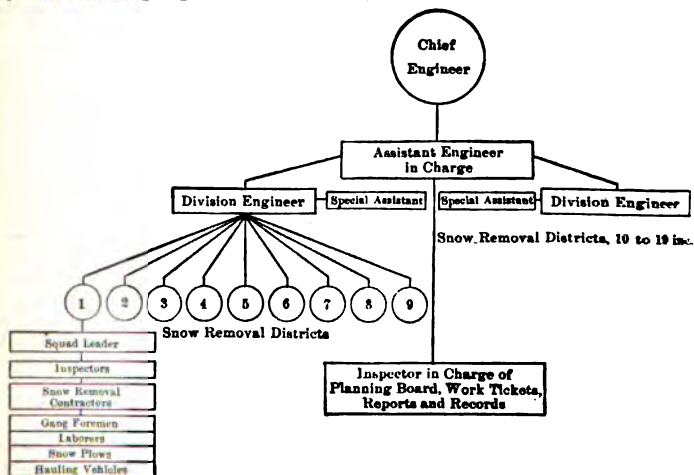 Chief
Engineer
Assistant Engineer
in Charge
Division Engineer
Special Assistant
Special Assistant
Division Engineer
Snow Removal Districts, 10 to 19 inc.
1 2 3 4 5 6 7 8 9
Snow Removal Districts
Squad Leader
Inspectors
Snow Removal
Contractors
Gang Foremen
Laborers
Snow Plows
Hauling Vehicles
Inspector in Charge of
Planning Board, Work Tickets,
Reports and Records